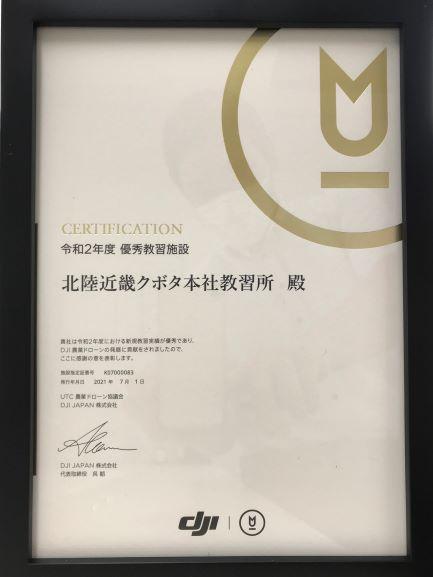 CERTIFICATION
令和2年度 優秀教習施設
北陸近畿クボタ本社教習所 殿
貴社は令和2年度における新規教習実績が優秀であり、
DJI 農業ドローンの発展に貢献をされましたので、
ここに感謝の意を表彰します。
施設指定証番号 K07000083
発行年月日 2021 年 7 月 1 日
UTC 農業ドローン協議会
DJI JAPAN 株式会社
DJI JAPAN 株式会社
代表取締役 呉 韜
dji